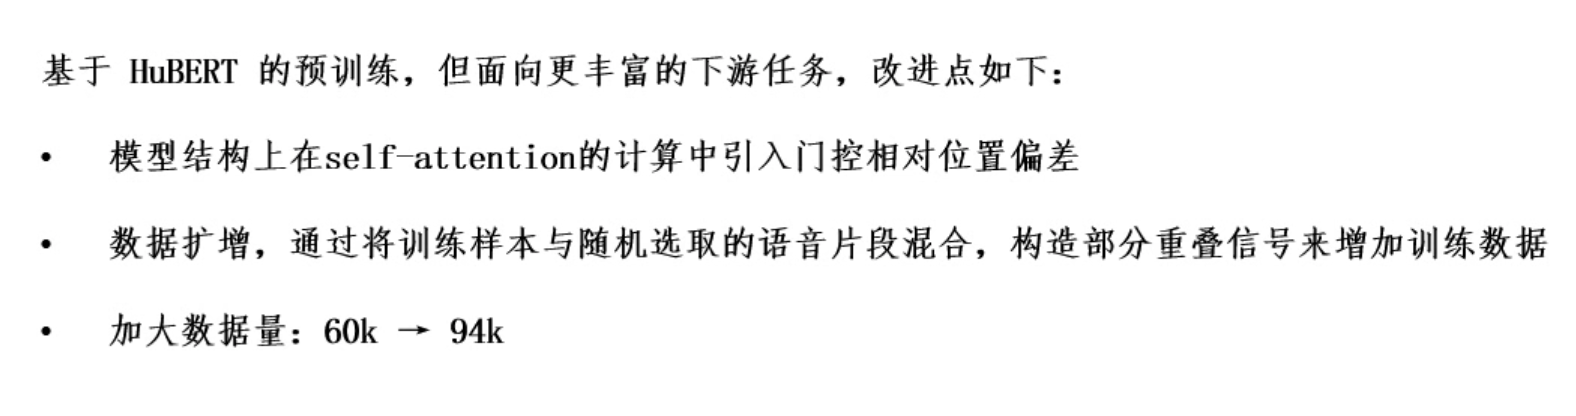 基于 HuBERT 的预训练，但面向更丰富的下游任务，改进点如下：
• 模型结构上在self-attention的计算中引入门控相对位置偏差
• 数据扩增，通过将训练样本与随机选取的语音片段混合，构造部分重叠信号来增加训练数据
• 加大数据量：60k → 94k